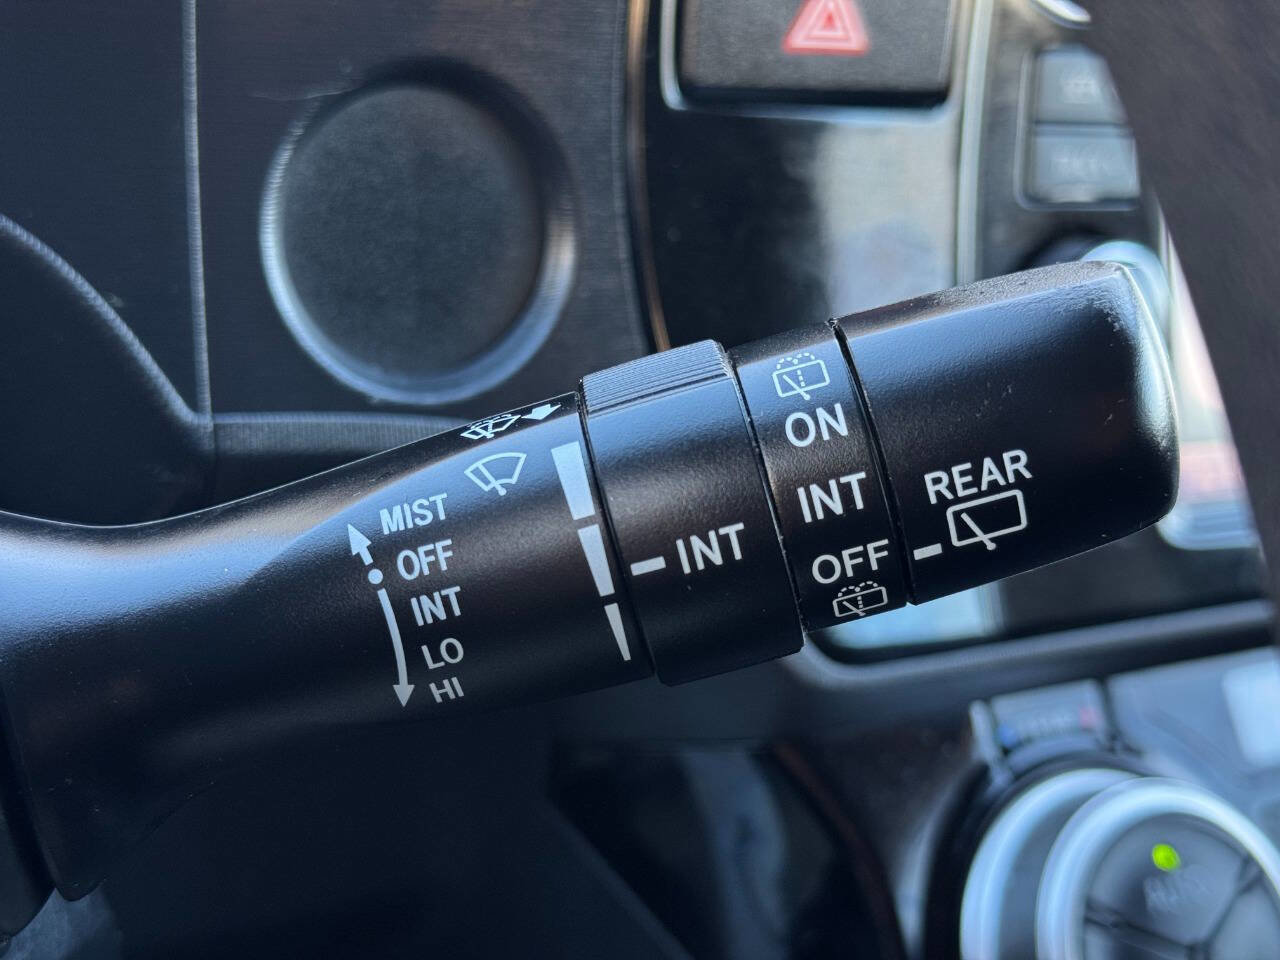 MIST
OFF
INT
LO
HI
INT
ON
INT
OFF
REAR